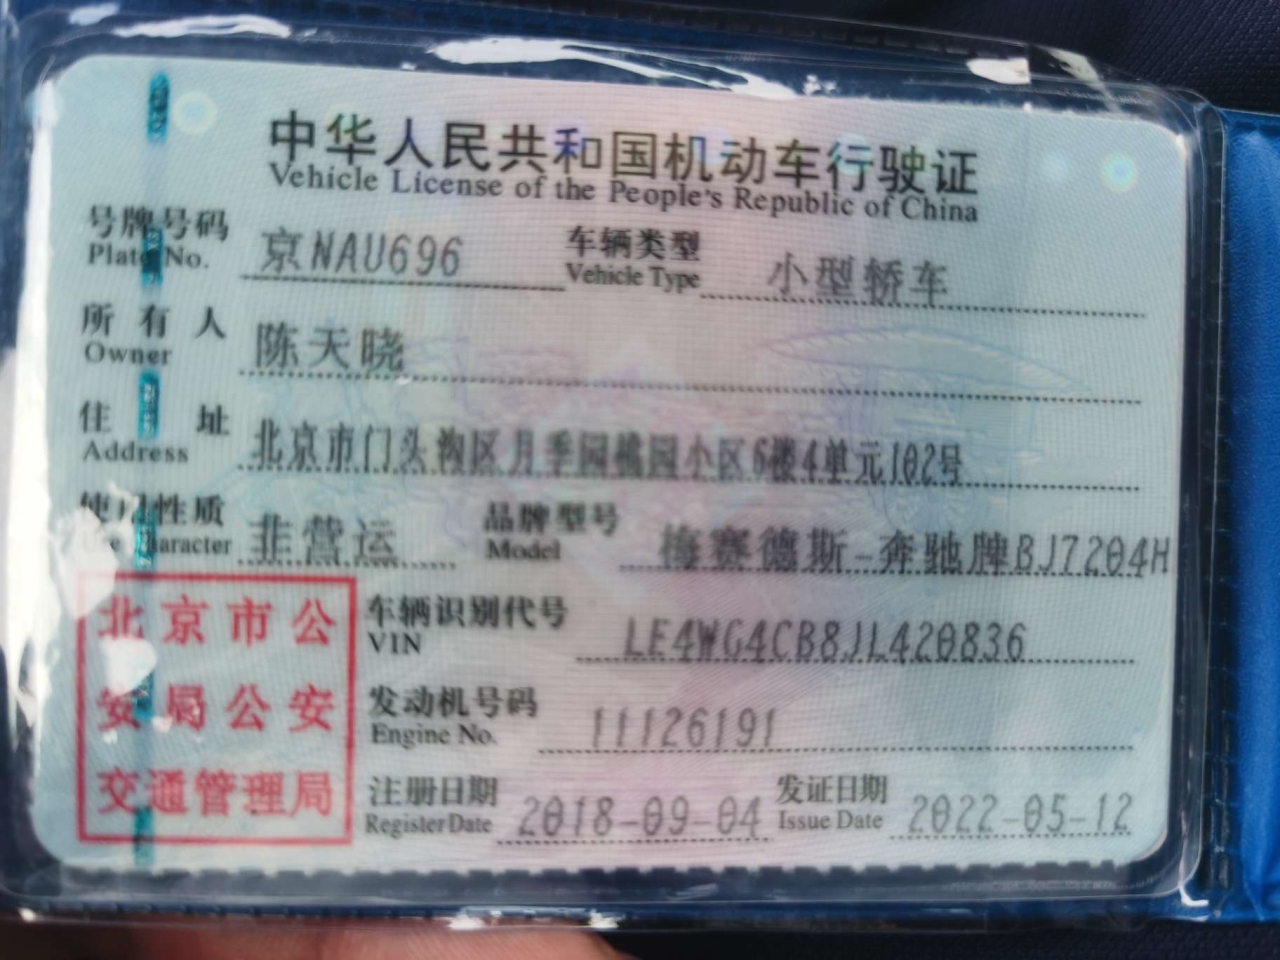 中华人民共和国机动车行驶证
Vehicle License of the People's Republic of China
号牌号码 京NAU696 车辆类型 小型轿车
Plate No. Vehicle Type
所有人 陈天晓
Owner
住址 北京市门头沟区月季园桃园小区6楼4单元102号
Address
使用性质 非营运 品牌型号 梅赛德斯-奔驰牌BJ7204H
Character Model
北京市公
安局公安
交通管理局
车辆识别代号 LE4WG4CB8JL420836
VIN
发动机号码 11126191
Engine No.
注册日期 2018-09-04 发证日期 2022-05-12
Register Date Issue Date